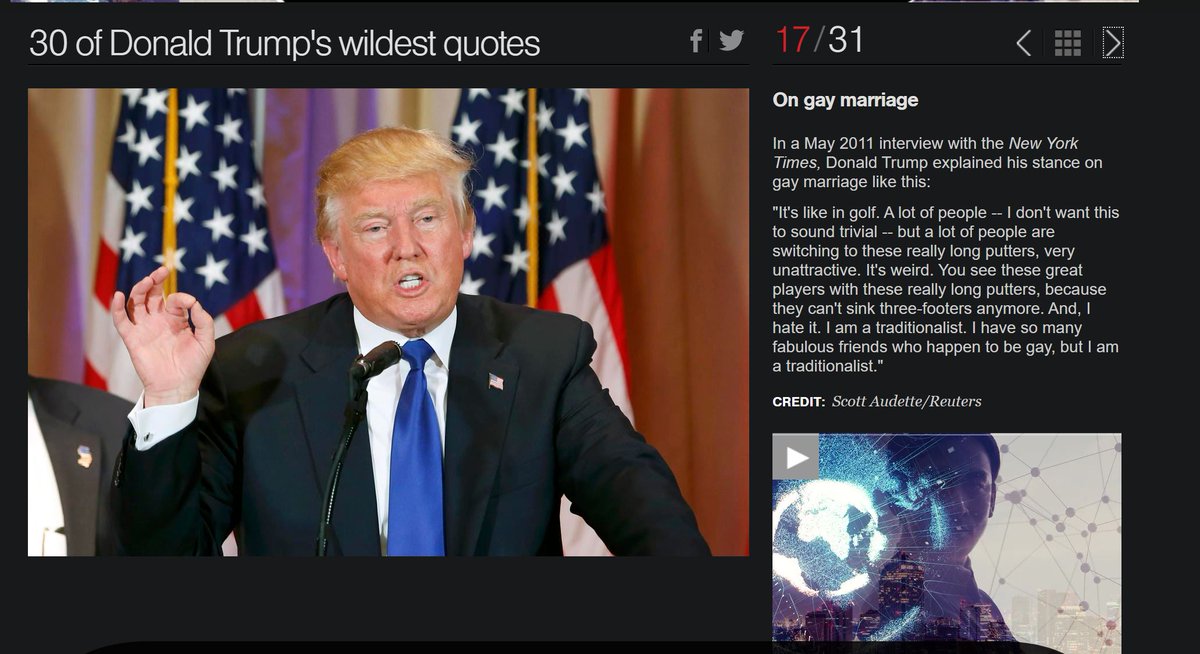 30 of Donald Trump's wildest quotes
17/31
On gay marriage
In a May 2011 interview with the New York
Times, Donald Trump explained his stance on
gay marriage like this:
"It's like in golf. A lot of people -- I don't want this
to sound trivial -- but a lot of people are
switching to these really long putters, very
unattractive. It's weird. You see these great
players with these really long putters, because
they can't sink three-footers anymore. And, I
hate it. I am a traditionalist. I have so many
fabulous friends who happen to be gay, but I am
a traditionalist."
CREDIT: Scott Audette/Reuters